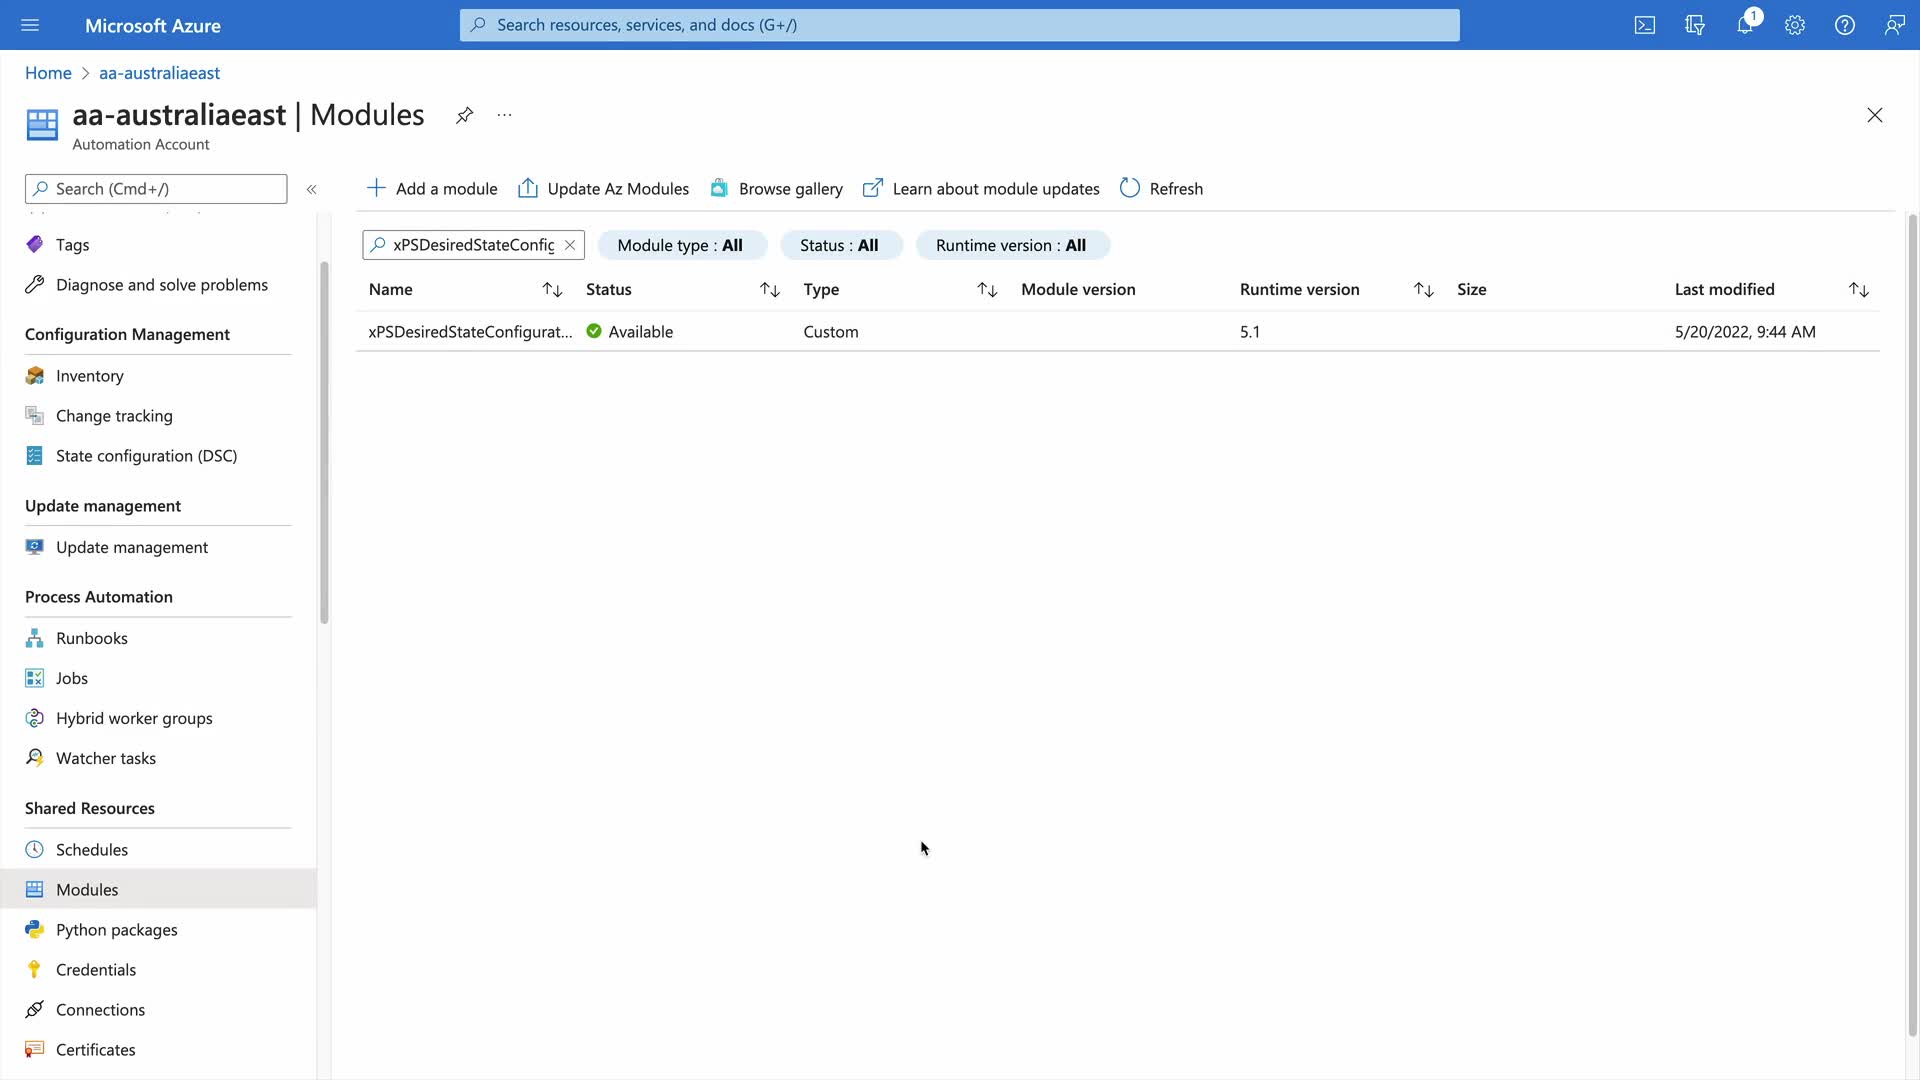 Microsoft Azure
Search resources, services, and docs (G+/)
1
Home > aa-australiaeast
aa-australiaeast | Modules
...
Automation Account
Search (Cmd+/)
«
Add a module
Update Az Modules
Browse gallery
Learn about module updates
Refresh
Tags
Diagnose and solve problems
Configuration Management
Inventory
Change tracking
State configuration (DSC)
Update management
Update management
Process Automation
Runbooks
Jobs
Hybrid worker groups
Watcher tasks
Shared Resources
Schedules
Modules
Python packages
Credentials
Connections
Certificates
xPSDesiredStateConfig
Module type : All
Status : All
Runtime version : All
Name Status Type Module version Runtime version Size Last modified
xPSDesiredStateConfigurat... Available Custom 5.1 5/20/2022, 9:44 AM